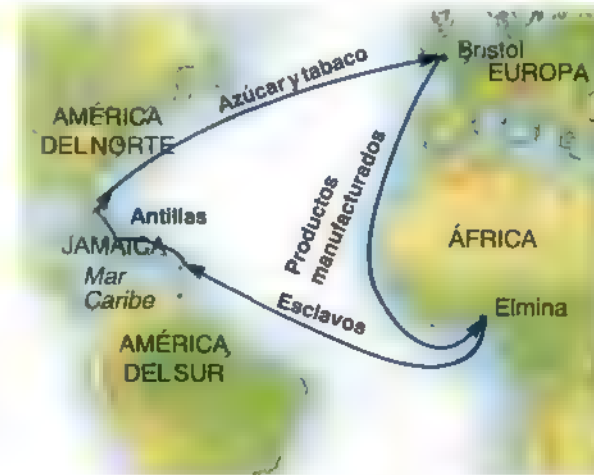 Bristol
EUROPA
Azúcar y tabaco
AMÉRICA
DEL NORTE
Productos
manufacturados
Antillas
JAMAICA
ÁFRICA
Mar
Caribe
Esclavos
Elmina
AMÉRICA
DEL SUR